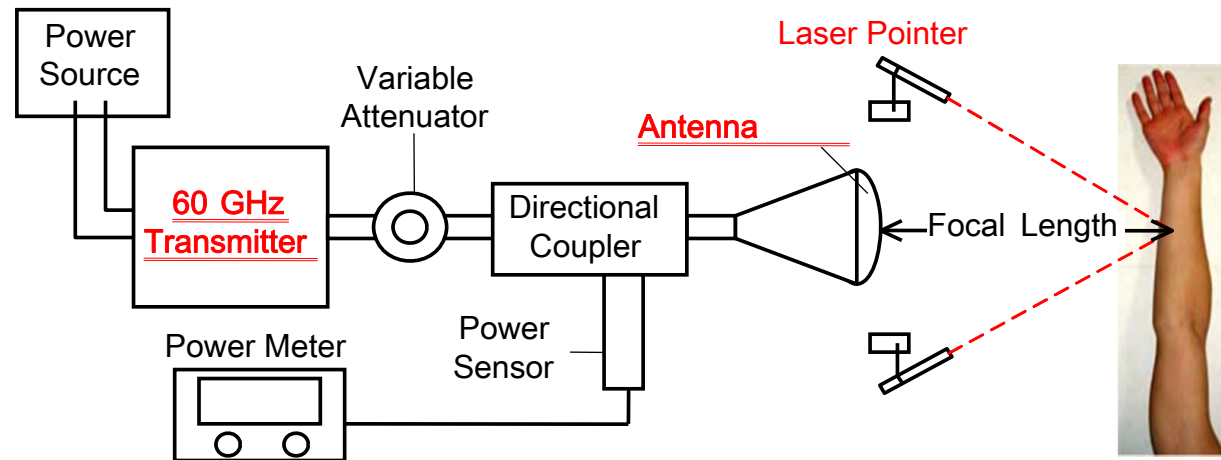 Power
Source
Variable
Attenuator
Laser Pointer
Antenna
60 GHz
Transmitter
Directional
Coupler
Focal Length
Power
Sensor
Power Meter